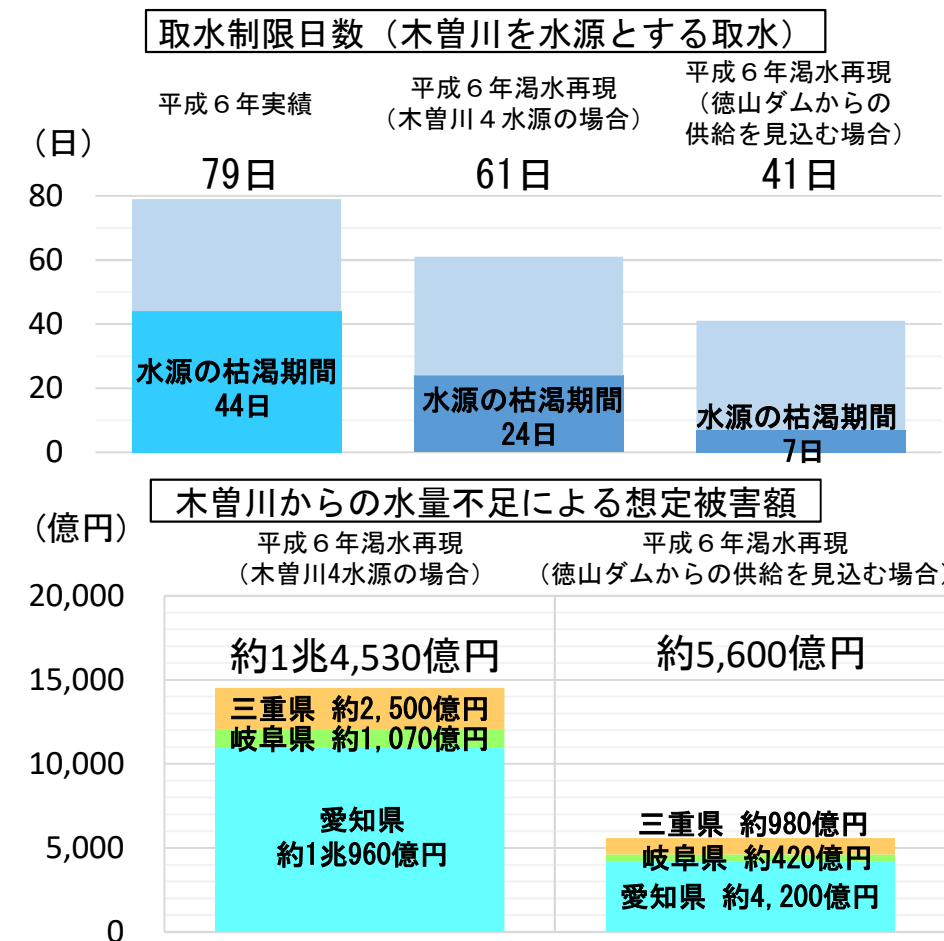 取水制限日数（木曽川を水源とする取水）
平成６年実績
平成６年渇水再現
（木曽川４水源の場合）
平成６年渇水再現
（徳山ダムからの
供給を見込む場合）
（日）
79日
61日
41日
80
60
40
20
0
水源の枯渇期間
44日
水源の枯渇期間
24日
水源の枯渇期間
7日
木曽川からの水量不足による想定被害額
（億円）
平成６年渇水再現
（木曽川4水源の場合）
平成６年渇水再現
（徳山ダムからの供給を見込む場合）
20,000
15,000
10,000
5,000
0
約1兆4,530億円
三重県 約2,500億円
岐阜県 約1,070億円
愛知県
約1兆960億円
約5,600億円
三重県 約980億円
岐阜県 約420億円
愛知県 約4,200億円